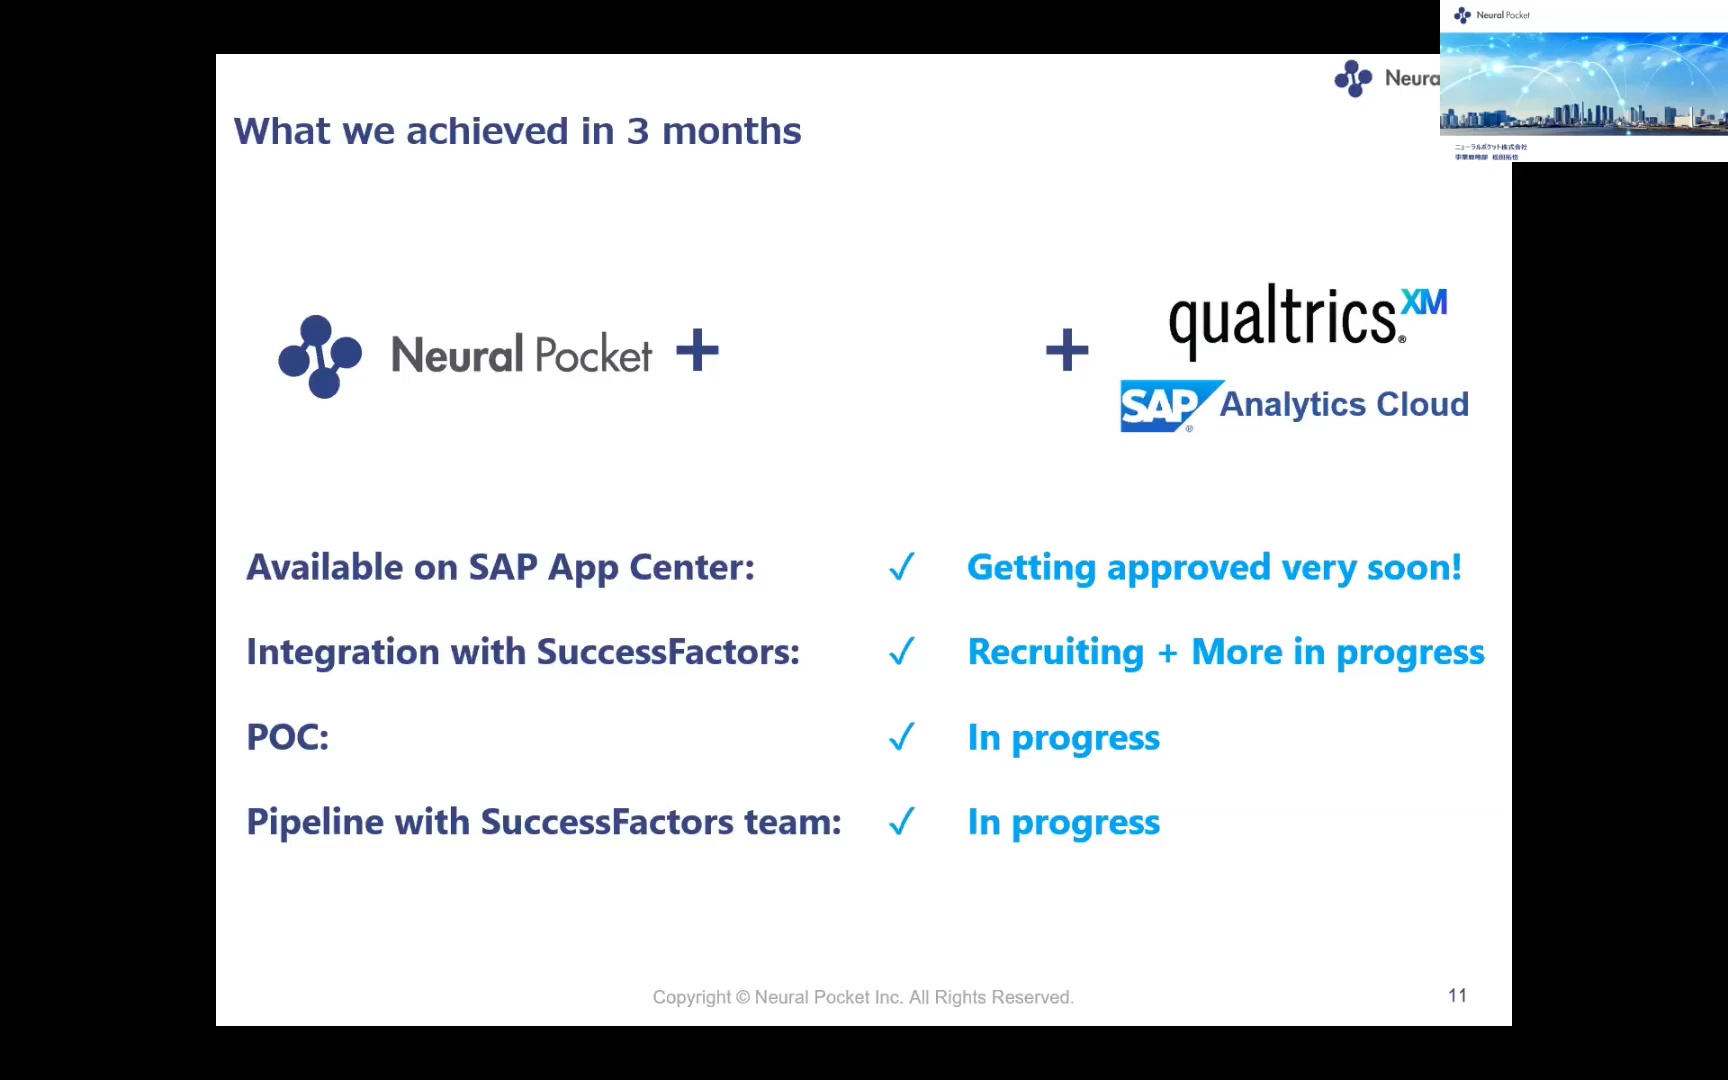 Neural Pocket
Neura
What we achieved in 3 months
ニューラルポケット株式会社
事業戦略部 松田拓也
qualtrics.XM
Neural Pocket +
+
SAP® Analytics Cloud
Available on SAP App Center: ✓ Getting approved very soon!
Integration with SuccessFactors: ✓ Recruiting + More in progress
POC: ✓ In progress
Pipeline with SuccessFactors team: ✓ In progress
Copyright © Neural Pocket Inc. All Rights Reserved.
11